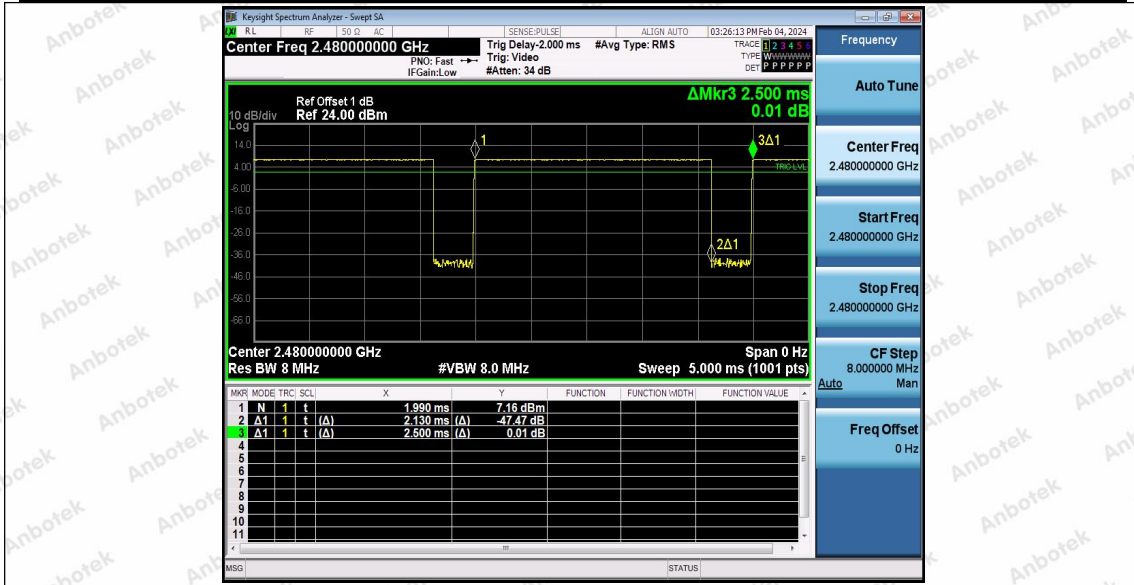 Keysight Spectrum Analyzer - Swept SA
RL RF 50 Ω AC SENSE:PULSE ALIGN AUTO 03:26:13 PM Feb 04, 2024
Center Freq 2.480000000 GHz
PNO: Fast
IFGain:Low
Trig Delay-2.000 ms
Trig: Video
#Atten: 34 dB
#Avg Type: RMS
TRACE 1 2 3 4 5 6
TYPE WWWWWW
DET P P P P P P
ΔMkr3 2.500 ms
0.01 dB
Ref Offset 1 dB
Ref 24.00 dBm
10 dB/div
Log
14.0
4.00
-6.00
-16.0
-26.0
-36.0
-46.0
-56.0
-66.0
1
3Δ1
TRIG LVL
2Δ1
Center 2.480000000 GHz Span 0 Hz
Res BW 8 MHz #VBW 8.0 MHz Sweep 5.000 ms (1001 pts)
MKR MODE TRC SCL X Y FUNCTION FUNCTION WIDTH FUNCTION VALUE
1 N 1 t 1.990 ms 7.16 dBm
2 Δ1 1 t (Δ) 2.130 ms (Δ) -47.47 dB
3 Δ1 1 t (Δ) 2.500 ms (Δ) 0.01 dB
4
5
6
7
8
9
10
11
MSG STATUS
Frequency
Auto Tune
Center Freq
2.480000000 GHz
Start Freq
2.480000000 GHz
Stop Freq
2.480000000 GHz
CF Step
8.000000 MHz
Auto Man
Freq Offset
0 Hz
Anbotek